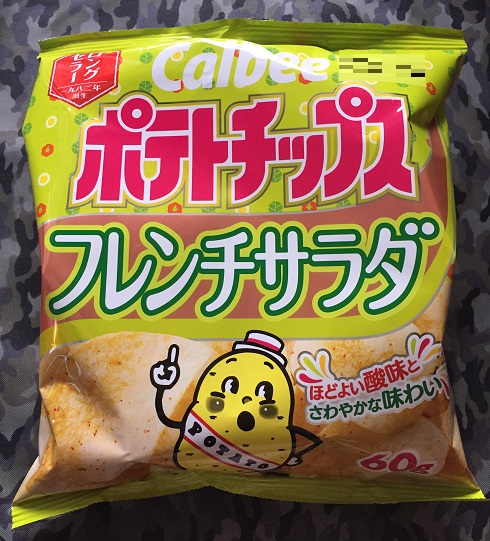 Calbee
ロング
セラー
一九八二年
誕生
ポテトチップス
フレンチサラダ
ほどよい酸味と
さわやかな味わい
POTATO
60g